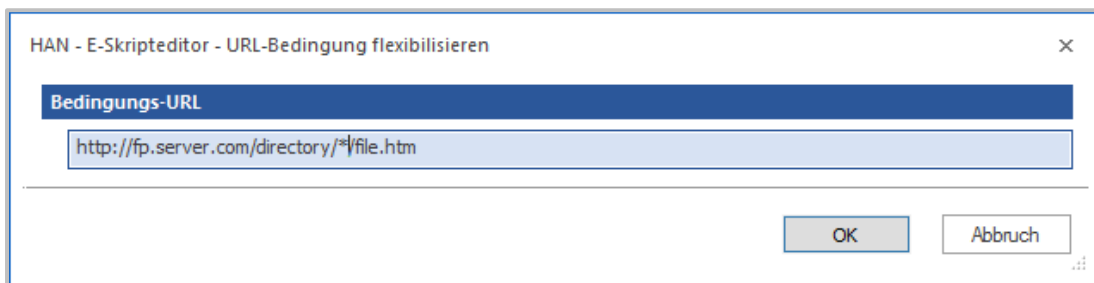 HAN - E-Skripteditor - URL-Bedingung flexibilisieren
Bedingungs-URL
http://fp.server.com/directory/*/file.htm
OK Abbruch